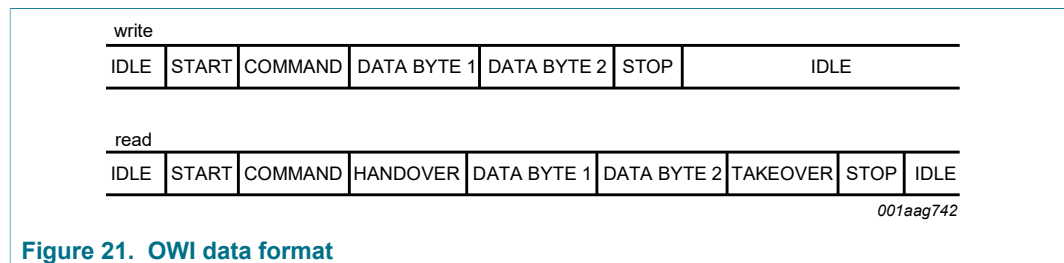 write
IDLE START COMMAND DATA BYTE 1 DATA BYTE 2 STOP IDLE
read
IDLE START COMMAND HANDOVER DATA BYTE 1 DATA BYTE 2 TAKEOVER STOP IDLE
001aag742
Figure 21. OWI data format